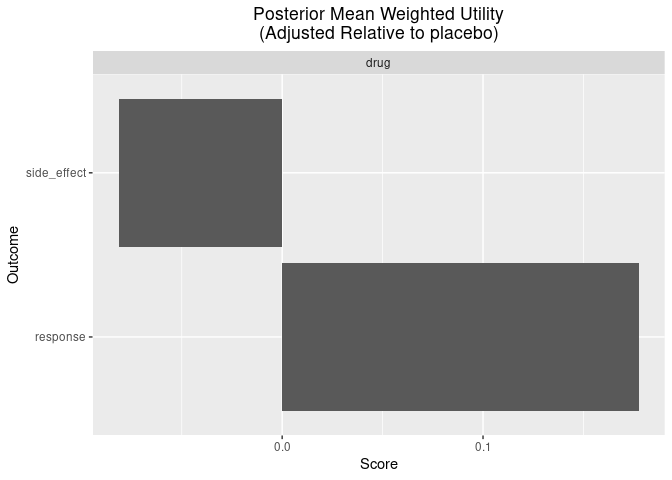 Posterior Mean Weighted Utility
(Adjusted Relative to placebo)
drug
side_effect
response
Outcome
0.0
0.1
Score